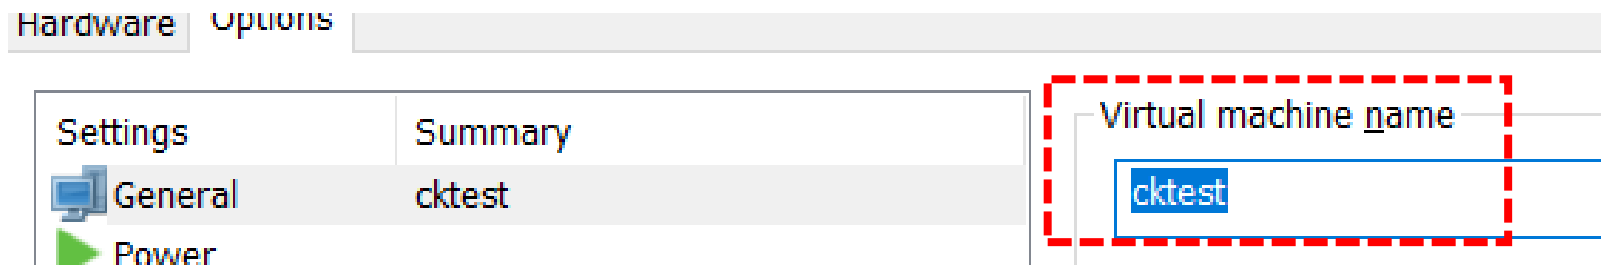 Hardware Options
Settings Summary Virtual machine name
General cktest cktest
Power